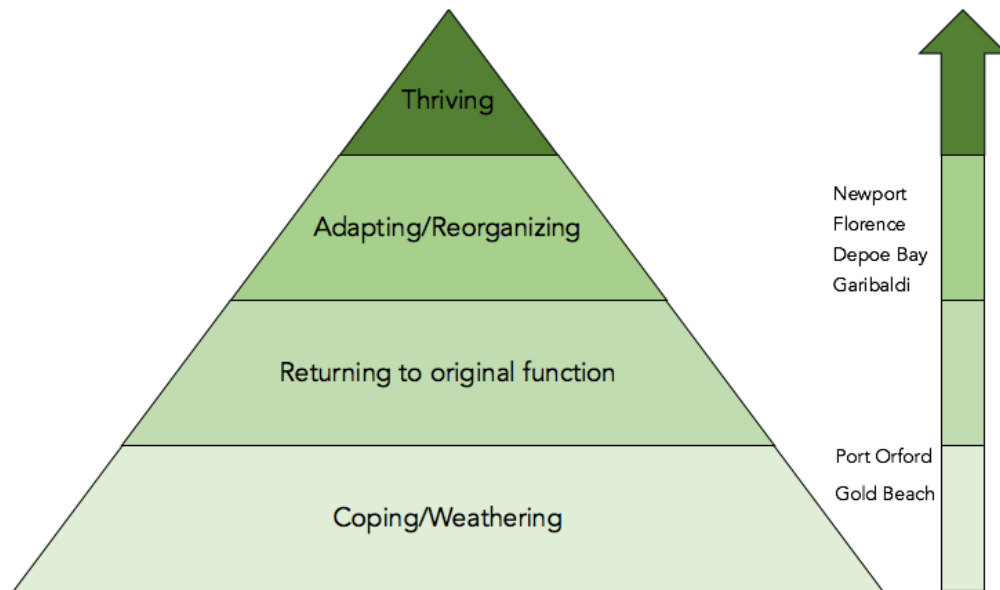 Thriving
Adapting/Reorganizing
Returning to original function
Coping/Weathering
Newport
Florence
Depoe Bay
Garibaldi
Port Orford
Gold Beach